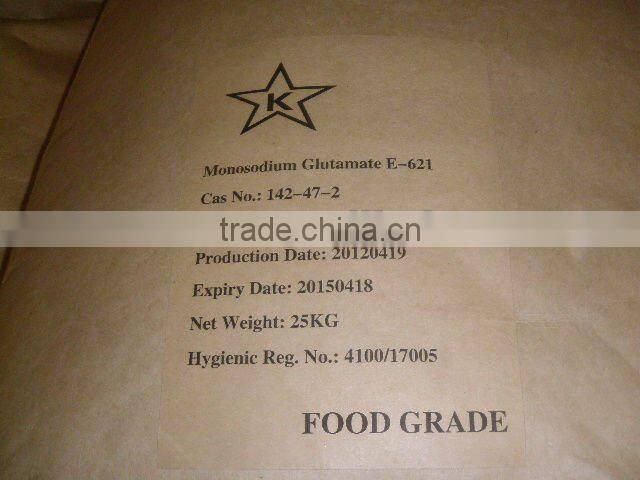 K
Monosodium Glutamate E-621
Cas No.: 142-47-2
trade.china.cn
Production Date: 20120419
Expiry Date: 20150418
Net Weight: 25KG
Hygienic Reg. No.: 4100/17005
FOOD GRADE